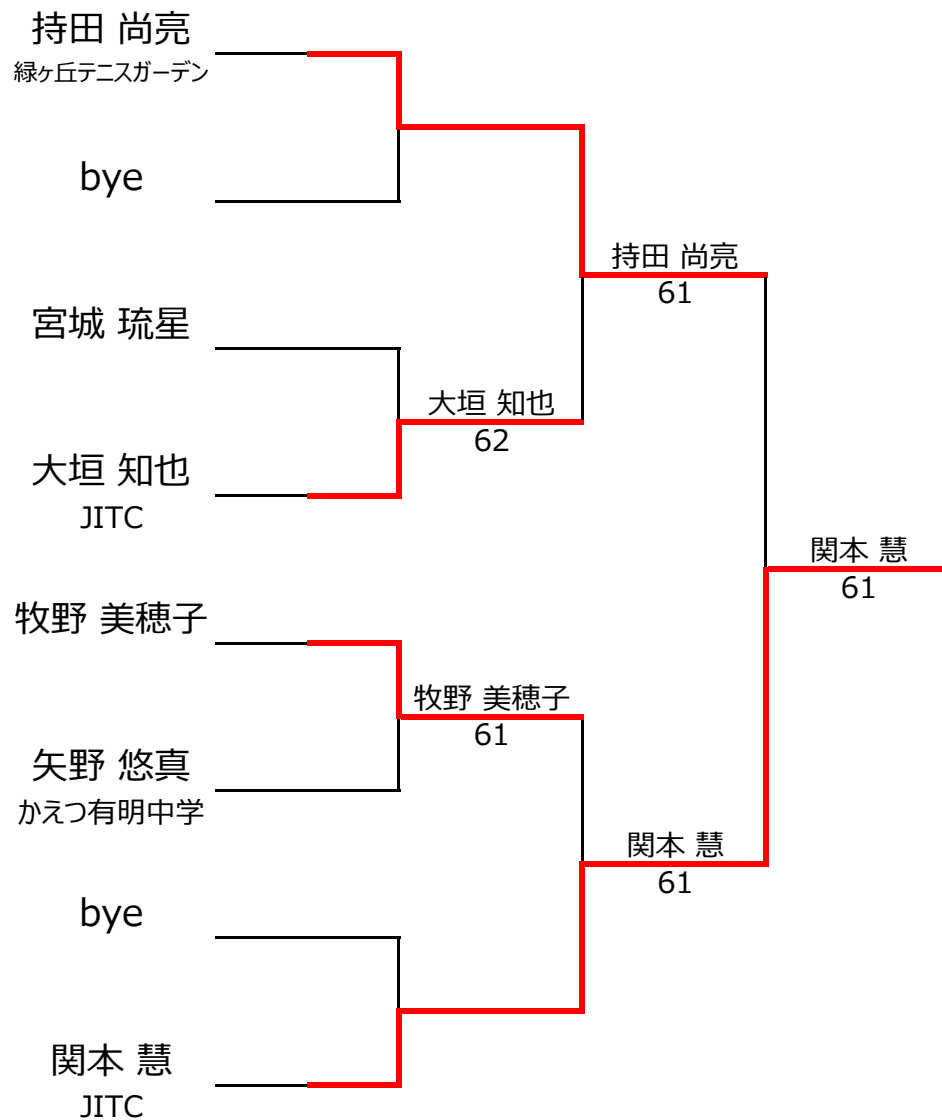 持田 尚亮
緑ヶ丘テニスガーデン
bye
持田 尚亮
61
宮城 琉星
大垣 知也
62
大垣 知也
JITC
関本 慧
61
牧野 美穂子
牧野 美穂子
61
矢野 悠真
かえつ有明中学
関本 慧
61
bye
関本 慧
JITC